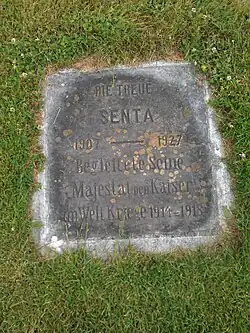 DIE TREUE
SENTA
1907 — 1927
Begleitete Seine
Majestät den Kaiser
im Welt Kriege 1914-1918